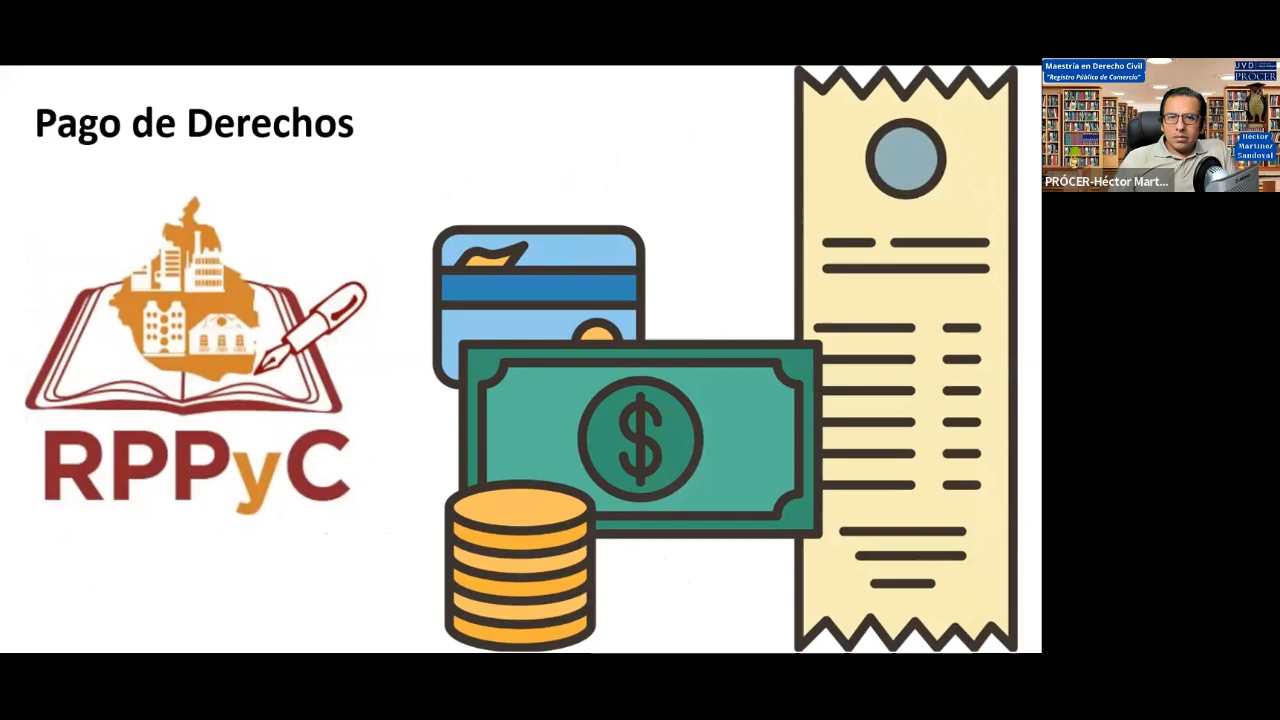 Pago de Derechos
RPPyC
$
Maestría en Derecho Civil
"Registro Público de Comercio"
UVD
PRÓCER
Héctor
Martínez
Sandoval
PRÓCER-Héctor Mart...